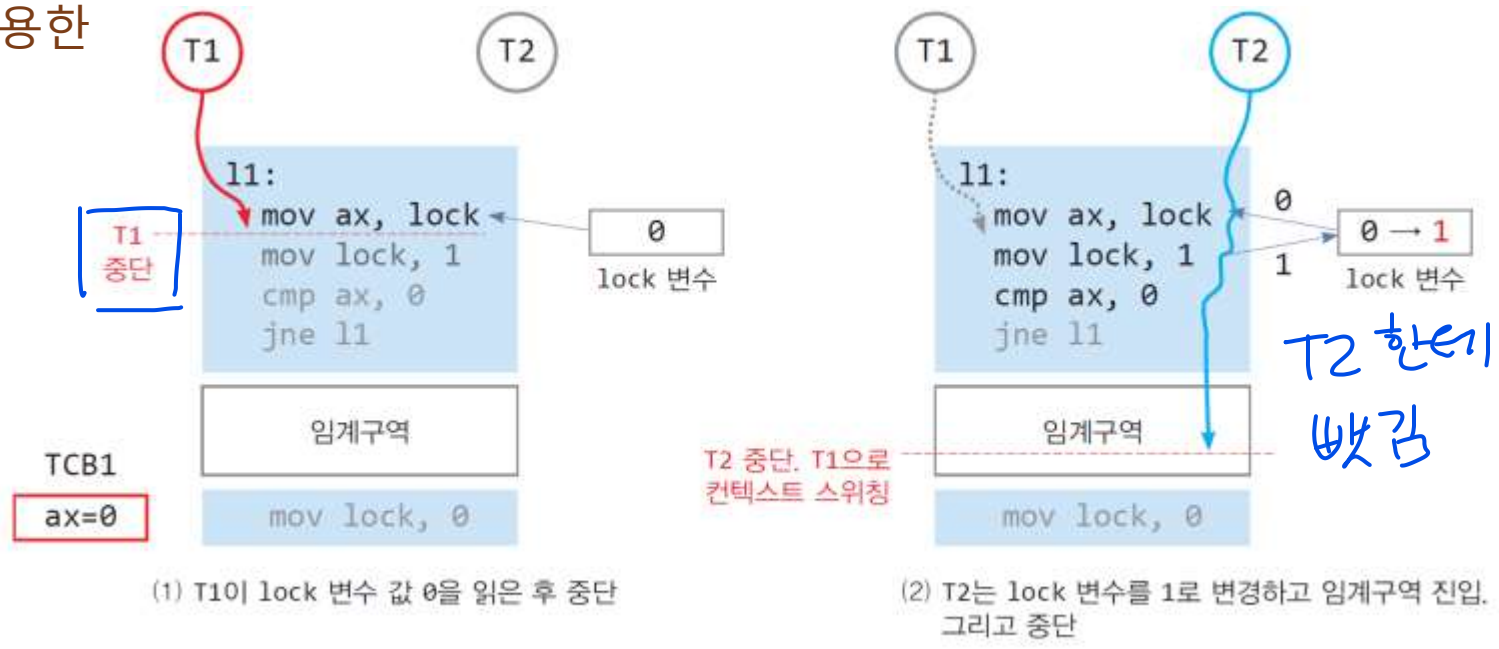 용한
T1
T2
l1:
mov ax, lock
mov lock, 1
cmp ax, 0
jne l1
T1
중단
0
lock 변수
임계구역
TCB1
ax=0
mov lock, 0
(1) T1이 lock 변수 값 0을 읽은 후 중단
T1
T2
l1:
mov ax, lock
mov lock, 1
cmp ax, 0
jne l1
0
1
0 → 1
lock 변수
T2 한테
뺏김
임계구역
T2 중단. T1으로
컨텍스트 스위칭
mov lock, 0
(2) T2는 lock 변수를 1로 변경하고 임계구역 진입.
그리고 중단